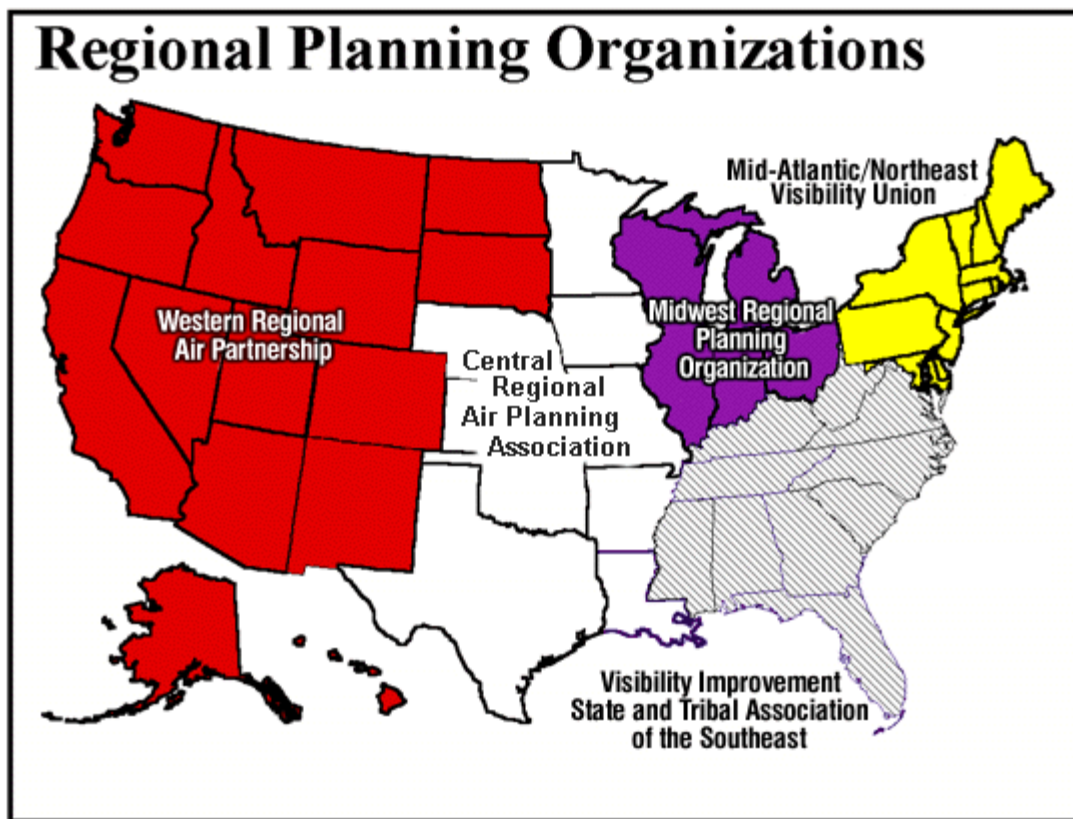 Regional Planning Organizations
Mid-Atlantic/Northeast
Visibility Union
Western Regional
Air Partnership
Midwest Regional
Planning
Organization
Central
Regional
Air Planning
Association
Visibility Improvement
State and Tribal Association
of the Southeast